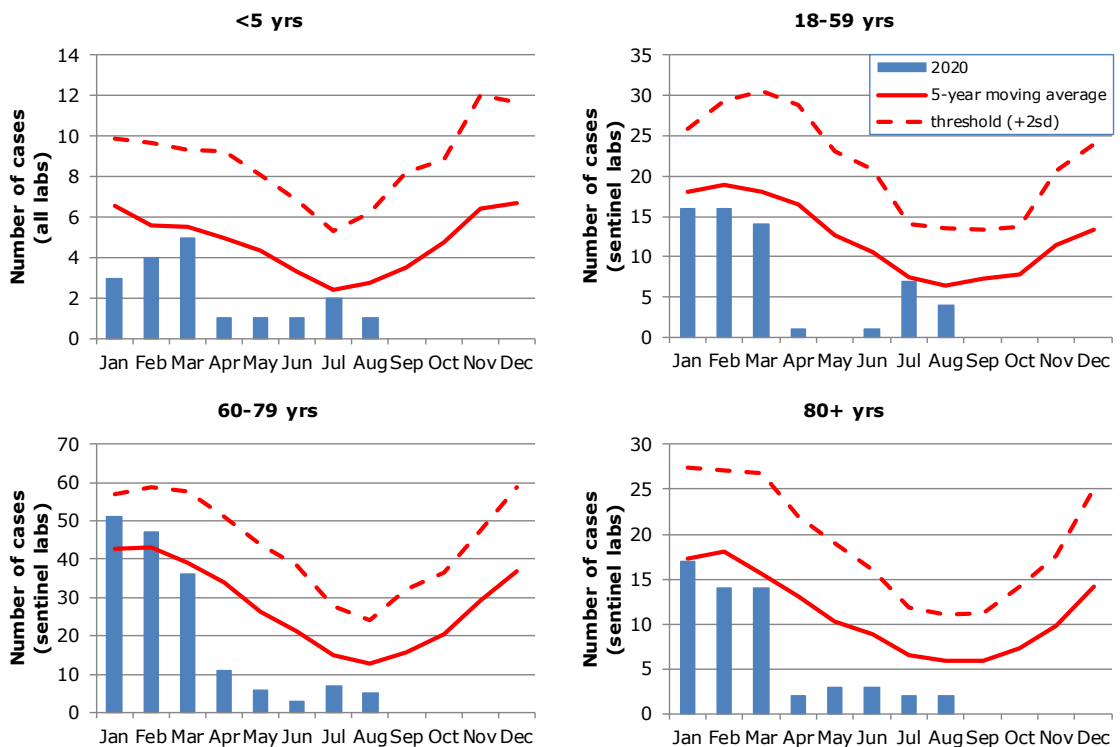 <5 yrs
Number of cases
(all labs)
14
12
10
8
6
4
2
0
Jan Feb Mar Apr May Jun Jul Aug Sep Oct Nov Dec
18-59 yrs
Number of cases
(sentinel labs)
35
30
25
20
15
10
5
0
Jan Feb Mar Apr May Jun Jul Aug Sep Oct Nov Dec
2020
5-year moving average
threshold (+2sd)
60-79 yrs
Number of cases
(sentinel labs)
70
60
50
40
30
20
10
0
Jan Feb Mar Apr May Jun Jul Aug Sep Oct Nov Dec
80+ yrs
Number of cases
(sentinel labs)
30
25
20
15
10
5
0
Jan Feb Mar Apr May Jun Jul Aug Sep Oct Nov Dec